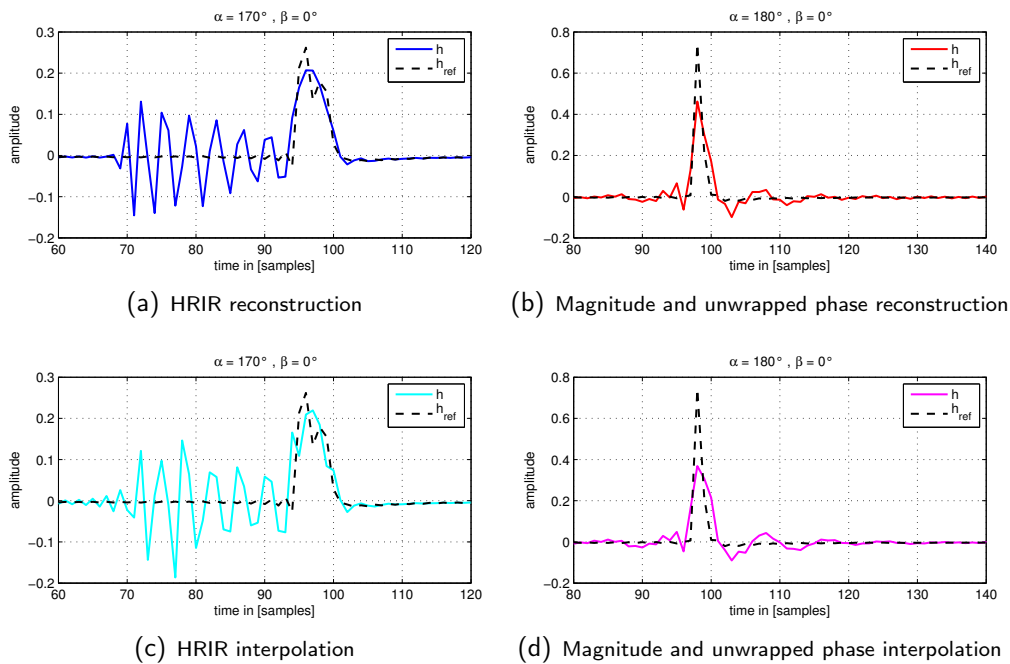 α = 170° , β = 0°
0.3
0.2
0.1
0
−0.1
−0.2
amplitude
60 70 80 90 100 110 120
time in [samples]
h
h_ref
(a) HRIR reconstruction
α = 180° , β = 0°
0.8
0.6
0.4
0.2
0
−0.2
amplitude
80 90 100 110 120 130 140
time in [samples]
h
h_ref
(b) Magnitude and unwrapped phase reconstruction
α = 170° , β = 0°
0.3
0.2
0.1
0
−0.1
−0.2
amplitude
60 70 80 90 100 110 120
time in [samples]
h
h_ref
(c) HRIR interpolation
α = 180° , β = 0°
0.8
0.6
0.4
0.2
0
−0.2
amplitude
80 90 100 110 120 130 140
time in [samples]
h
h_ref
(d) Magnitude and unwrapped phase interpolation